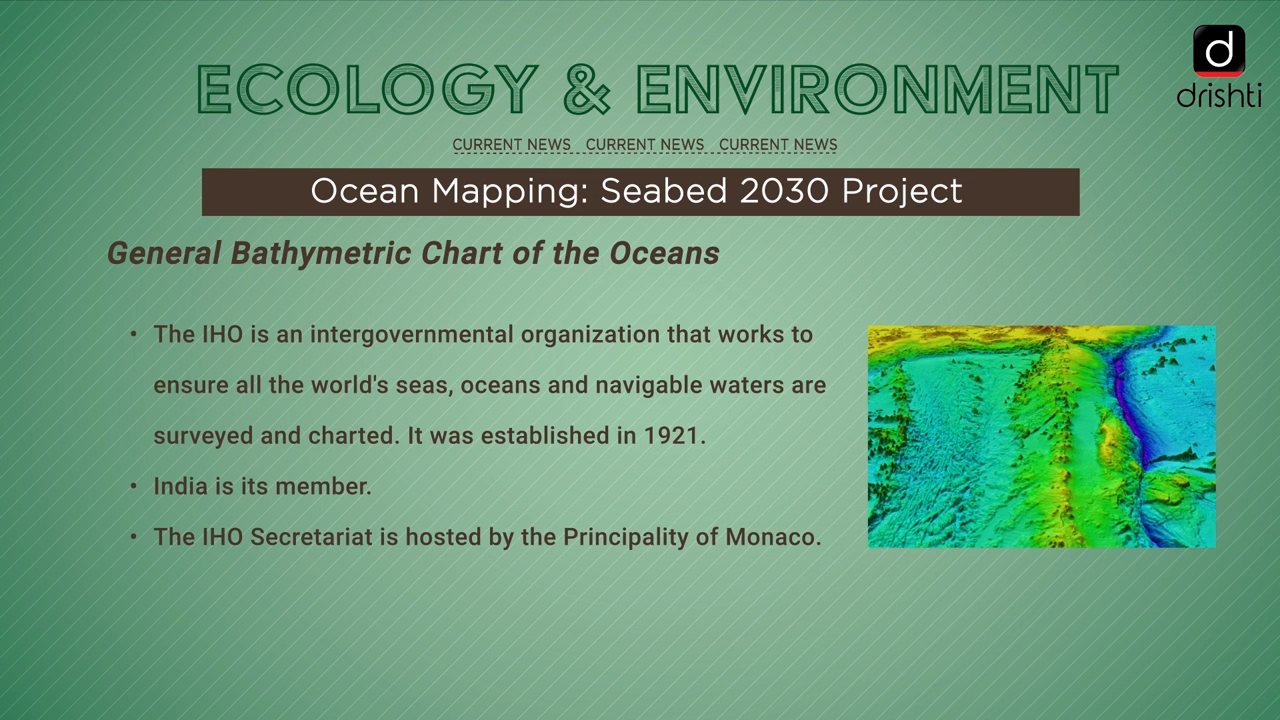 ECOLOGY & ENVIRONMENT
d
drishti
CURRENT NEWS CURRENT NEWS CURRENT NEWS
Ocean Mapping: Seabed 2030 Project
General Bathymetric Chart of the Oceans
• The IHO is an intergovernmental organization that works to
ensure all the world's seas, oceans and navigable waters are
surveyed and charted. It was established in 1921.
• India is its member.
• The IHO Secretariat is hosted by the Principality of Monaco.